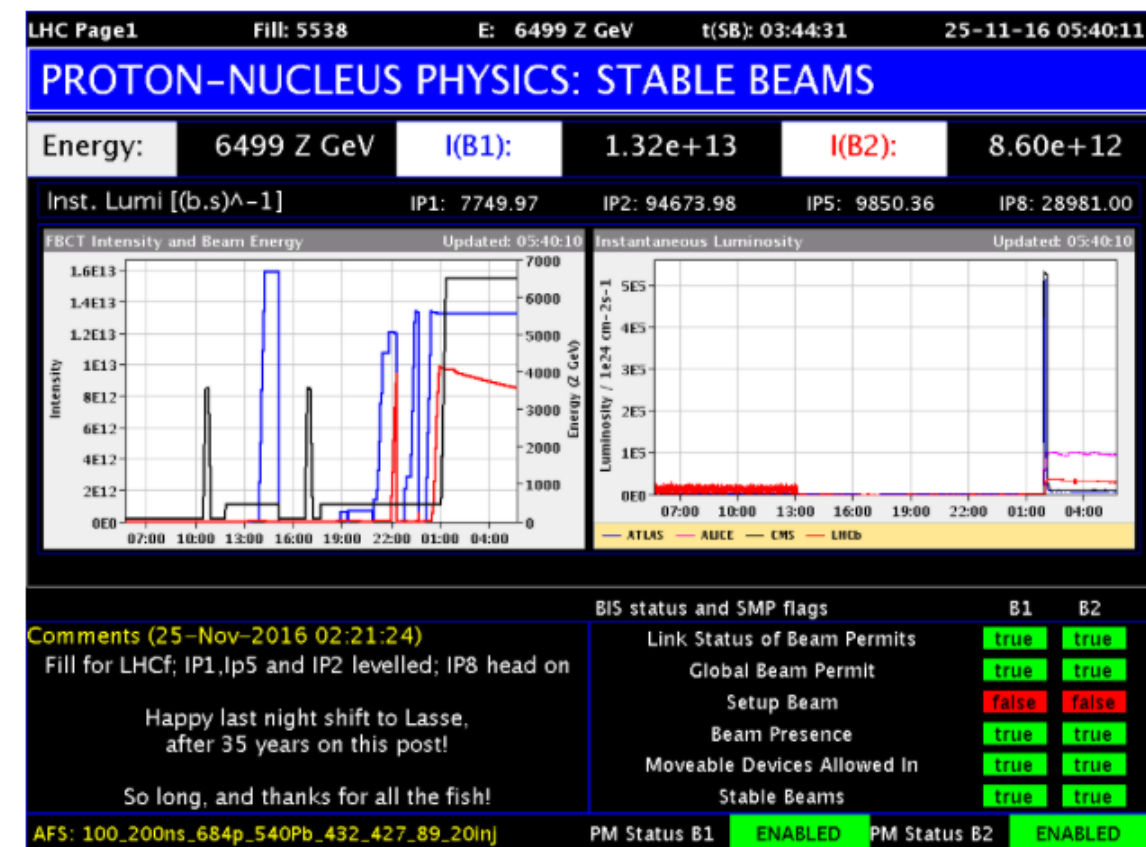 LHC Page1 Fill: 5538 E: 6499 Z GeV t(SB): 03:44:31 25-11-16 05:40:11
PROTON-NUCLEUS PHYSICS: STABLE BEAMS
Energy: 6499 Z GeV I(B1): 1.32e+13 I(B2): 8.60e+12
Inst. Lumi [(b.s)^-1] IP1: 7749.97 IP2: 94673.98 IP5: 9850.36 IP8: 28981.00
FBCT Intensity and Beam Energy Updated: 05:40:10
1.6E13
1.4E13
1.2E13
1E13
8E12
6E12
4E12
2E12
0E0
Intensity
7000
6000
5000
4000
3000
2000
1000
0
Energy (Z GeV)
07:00 10:00 13:00 16:00 19:00 22:00 01:00 04:00
Instantaneous Luminosity Updated: 05:40:10
Luminosity / 1e24 cm-2s-1
5E5
4E5
3E5
2E5
1E5
0E0
07:00 10:00 13:00 16:00 19:00 22:00 01:00 04:00
ATLAS ALICE CMS LHCb
Comments (25-Nov-2016 02:21:24)
Fill for LHCf; IP1,Ip5 and IP2 levelled; IP8 head on
Happy last night shift to Lasse,
after 35 years on this post!
So long, and thanks for all the fish!
BIS status and SMP flags B1 B2
Link Status of Beam Permits true true
Global Beam Permit true true
Setup Beam false false
Beam Presence true true
Moveable Devices Allowed In true true
Stable Beams true true
AFS: 100_200ns_684p_540Pb_432_427_89_20inj
PM Status B1 ENABLED PM Status B2 ENABLED